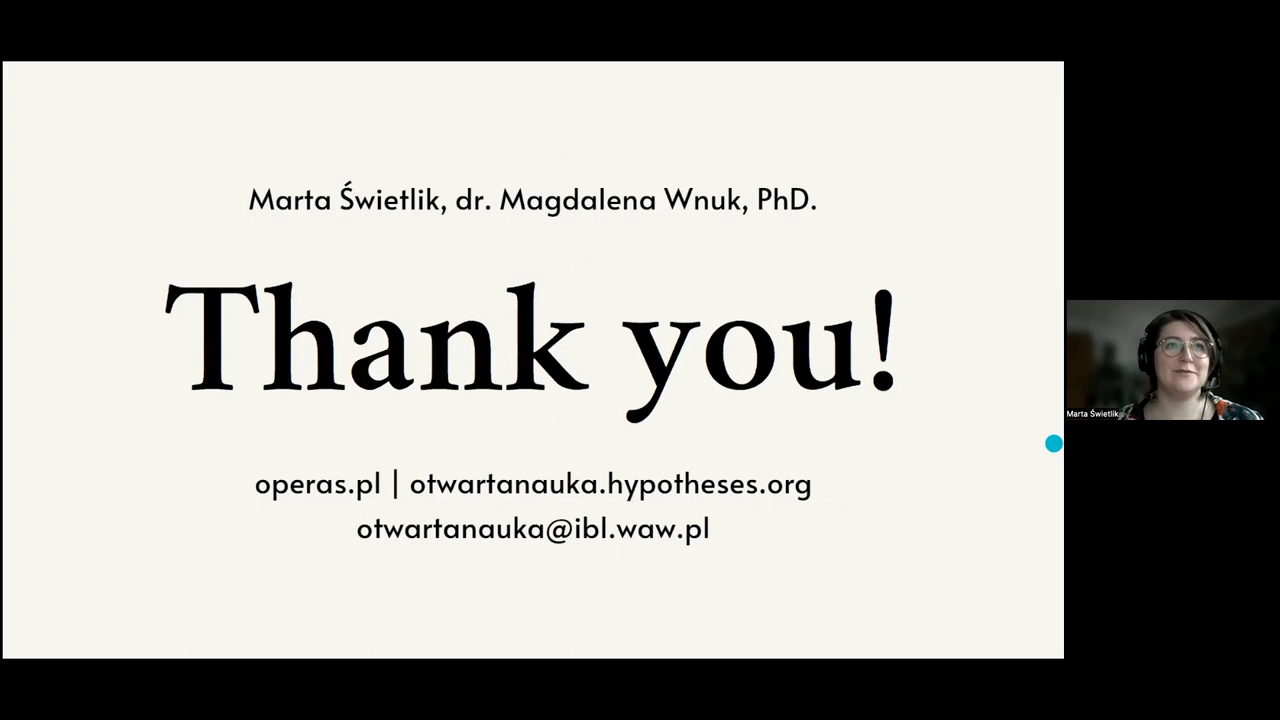 Marta Świetlik, dr. Magdalena Wnuk, PhD.
Thank you!
operas.pl | otwartanauka.hypotheses.org
otwartanauka@ibl.waw.pl
Marta Świetlik